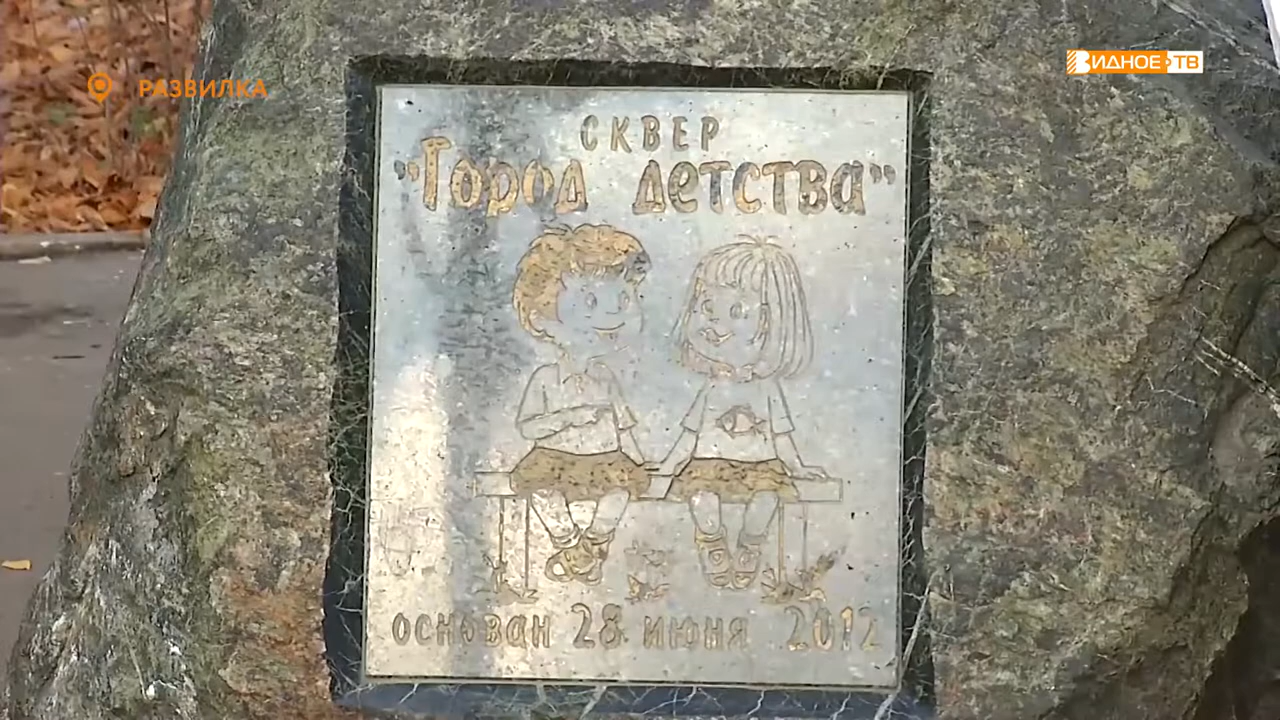 РАЗВИЛКА
ВИДНОЕ ТВ
СКВЕР
"Город детства"
основан 28 июня 2012